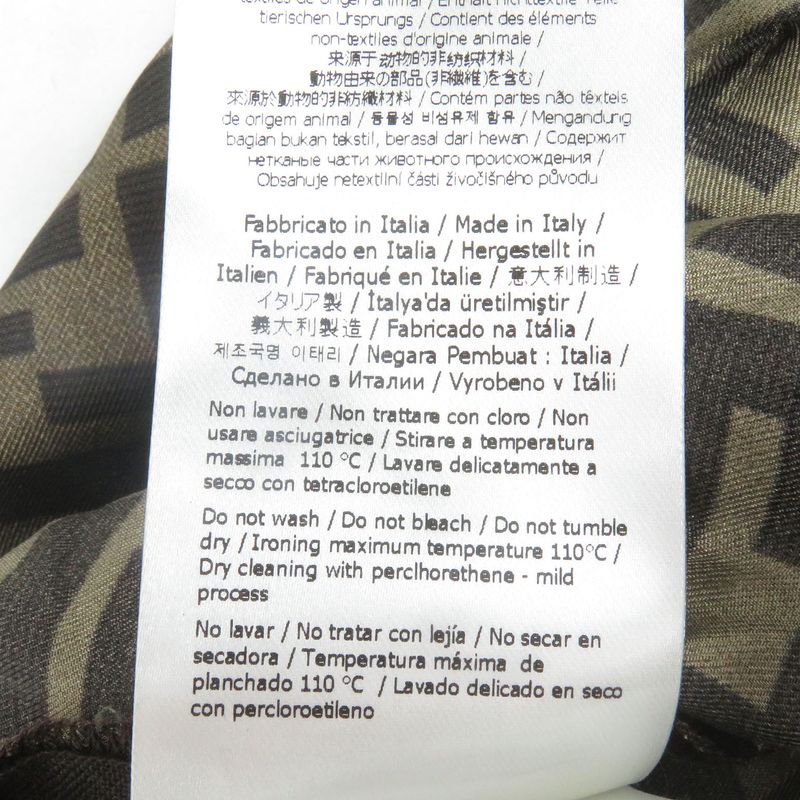 textiles de origen animal / Enthält nichttextile Teile
tierischen Ursprungs / Contient des éléments
non-textiles d'origine animale /
来源于动物的非纺织材料 /
動物由来の部品(非繊維)を含む /
來源於動物的非紡織材料 / Contém partes não têxteis
de origem animal / 동물성 비섬유제 함유 / Mengandung
bagian bukan tekstil, berasal dari hewan / Содержит
нетканые части животного происхождения /
Obsahuje netextilní části živočišného původu
Fabbricato in Italia / Made in Italy /
Fabricado en Italia / Hergestellt in
Italien / Fabriqué en Italie / 意大利制造 /
イタリア製 / İtalya'da üretilmiştir /
義大利製造 / Fabricado na Itália /
제조국명 이태리 / Negara Pembuat : Italia /
Сделано в Италии / Vyrobeno v Itálii
Non lavare / Non trattare con cloro / Non
usare asciugatrice / Stirare a temperatura
massima 110 °C / Lavare delicatamente a
secco con tetracloroetilene
Do not wash / Do not bleach / Do not tumble
dry / Ironing maximum temperature 110°C /
Dry cleaning with perclhorethene - mild
process
No lavar / No tratar con lejía / No secar en
secadora / Temperatura máxima de
planchado 110 °C / Lavado delicado en seco
con percloroetileno